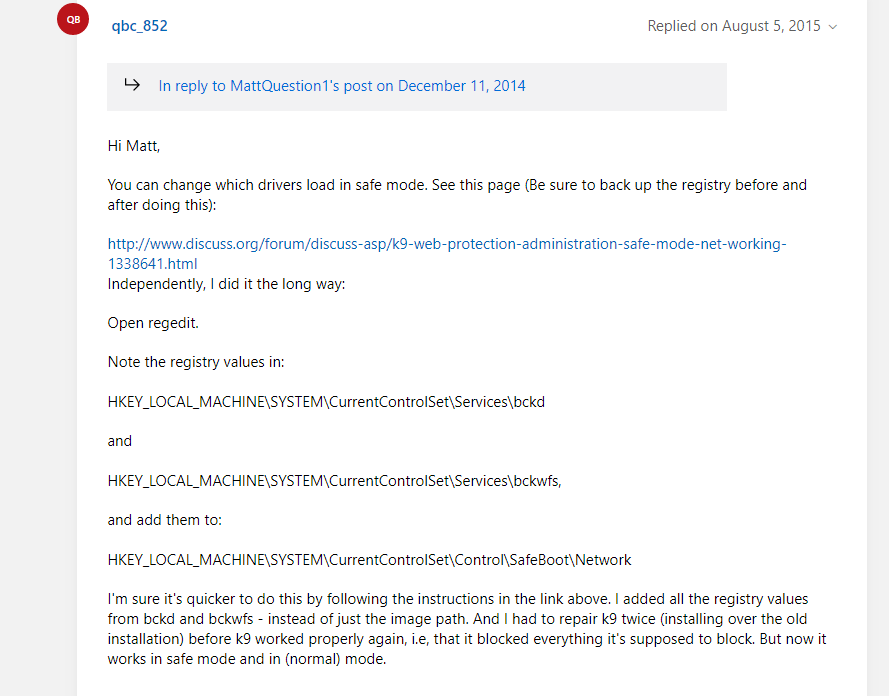 QB
qbc_852
Replied on August 5, 2015
In reply to MattQuestion1's post on December 11, 2014
Hi Matt,
You can change which drivers load in safe mode. See this page (Be sure to back up the registry before and
after doing this):
http://www.discuss.org/forum/discuss-asp/k9-web-protection-administration-safe-mode-net-working-
1338641.html
Independently, I did it the long way:
Open regedit.
Note the registry values in:
HKEY_LOCAL_MACHINE\SYSTEM\CurrentControlSet\Services\bckd
and
HKEY_LOCAL_MACHINE\SYSTEM\CurrentControlSet\Services\bckwfs,
and add them to:
HKEY_LOCAL_MACHINE\SYSTEM\CurrentControlSet\Control\SafeBoot\Network
I'm sure it's quicker to do this by following the instructions in the link above. I added all the registry values
from bckd and bckwfs - instead of just the image path. And I had to repair k9 twice (installing over the old
installation) before k9 worked properly again, i.e, that it blocked everything it's supposed to block. But now it
works in safe mode and in (normal) mode.